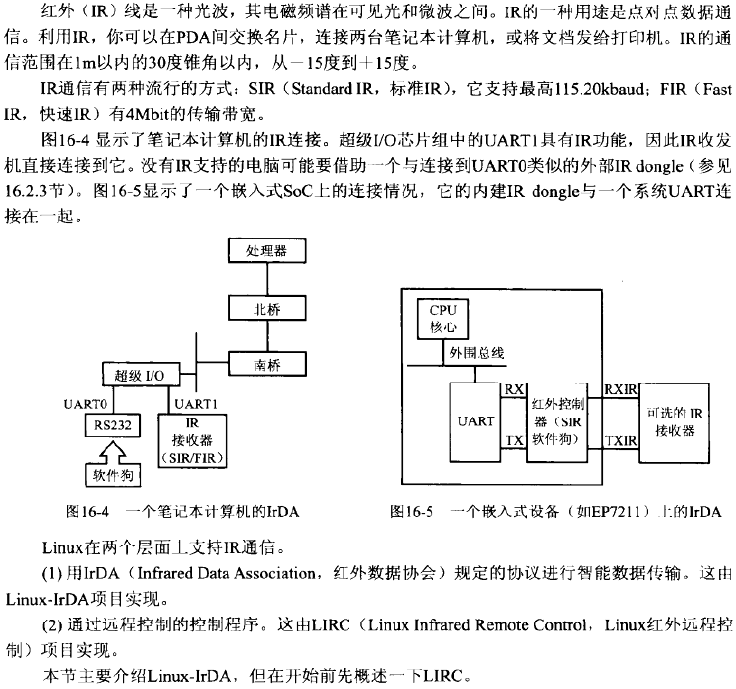 红外（IR）线是一种光波，其电磁频谱在可见光和微波之间。IR的一种用途是点对点数据通
信。利用IR，你可以在PDA间交换名片，连接两台笔记本计算机，或将文档发给打印机。IR的通
信范围在1m以内的30度锥角以内，从－15度到＋15度。
IR通信有两种流行的方式：SIR（Standard IR，标准IR），它支持最高115.20kbaud；FIR（Fast
IR，快速IR）有4Mbit的传输带宽。
图16-4 显示了笔记本计算机的IR连接。超级I/O芯片组中的UART1具有IR功能，因此IR收发
机直接连接到它。没有IR支持的电脑可能要借助一个与连接到UART0类似的外部IR dongle（参见
16.2.3节）。图16-5显示了一个嵌入式SoC上的连接情况，它的内建IR dongle与一个系统UART连
接在一起。
处理器
北桥
南桥
超级 I/O
UART0
UART1
RS232
IR
接收器
（SIR/FIR）
软件狗
图16-4 一个笔记本计算机的IrDA
CPU
核心
外围总线
UART
RX
TX
红外控制
器（SIR
软件狗）
RXIR
TXIR
可选的 IR
接收器
图16-5 一个嵌入式设备（如EP7211）上的IrDA
Linux在两个层面上支持IR通信。
(1) 用IrDA（Infrared Data Association，红外数据协会）规定的协议进行智能数据传输。这由
Linux-IrDA项目实现。
(2) 通过远程控制的控制程序。这由LIRC（Linux Infrared Remote Control，Linux红外远程控
制）项目实现。
本节主要介绍Linux-IrDA，但在开始前先概述一下LIRC。